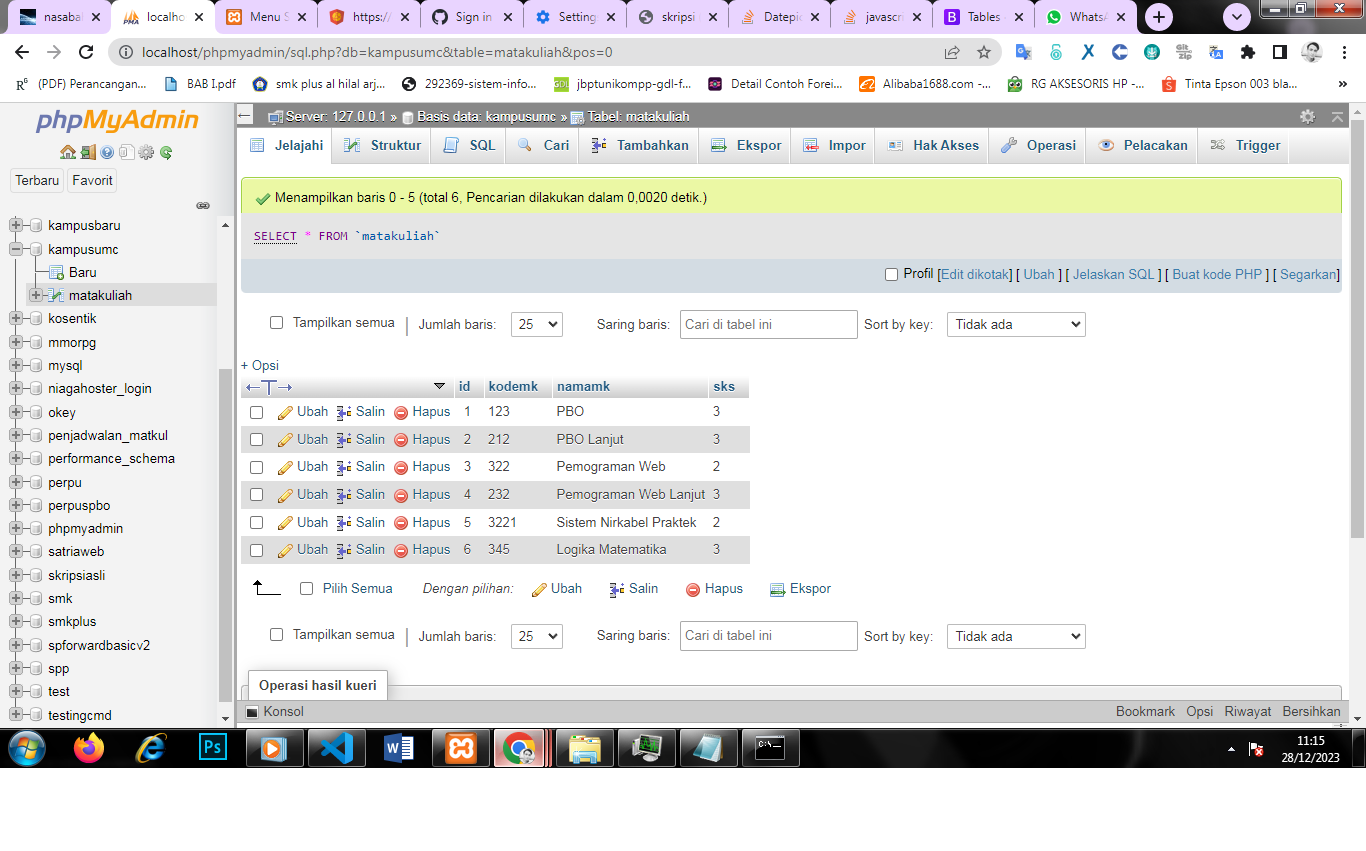 nasabal
localho
Menu S
https://
Sign in
Setting
skripsi
Datepic
javascri
Tables -
WhatsA
localhost/phpmyadmin/sql.php?db=kampusumc&table=matakuliah&pos=0
(PDF) Perancangan...
BAB I.pdf
smk plus al hilal arj...
292369-sistem-info...
jbptunikompp-gdl-f...
Detail Contoh Forei...
Alibaba1688.com -...
RG AKSESORIS HP -...
Tinta Epson 003 bla...
»
phpMyAdmin
Terbaru Favorit
kampusbaru
kampusumc
Baru
matakuliah
kosentik
mmorpg
mysql
niagahoster_login
okey
penjadwalan_matkul
performance_schema
perpu
perpuspbo
phpmyadmin
satriaweb
skripsiasli
smk
smkplus
spforwardbasicv2
spp
test
testingcmd
Server: 127.0.0.1 » Basis data: kampusumc » Tabel: matakuliah
Jelajahi Struktur SQL Cari Tambahkan Ekspor Impor Hak Akses Operasi Pelacakan Trigger
Menampilkan baris 0 - 5 (total 6, Pencarian dilakukan dalam 0,0020 detik.)
SELECT * FROM `matakuliah`
Profil [Edit dikotak] [ Ubah ] [ Jelaskan SQL ] [ Buat kode PHP ] [ Segarkan]
Tampilkan semua | Jumlah baris: 25 Saring baris: Cari di tabel ini Sort by key: Tidak ada
+ Opsi
←T→ id kodemk namamk sks
Ubah Salin Hapus 1 123 PBO 3
Ubah Salin Hapus 2 212 PBO Lanjut 3
Ubah Salin Hapus 3 322 Pemograman Web 2
Ubah Salin Hapus 4 232 Pemograman Web Lanjut 3
Ubah Salin Hapus 5 3221 Sistem Nirkabel Praktek 2
Ubah Salin Hapus 6 345 Logika Matematika 3
Pilih Semua Dengan pilihan: Ubah Salin Hapus Ekspor
Tampilkan semua | Jumlah baris: 25 Saring baris: Cari di tabel ini Sort by key: Tidak ada
Operasi hasil kueri
Konsol Bookmark Opsi Riwayat Bersihkan
Ps
11:15
28/12/2023